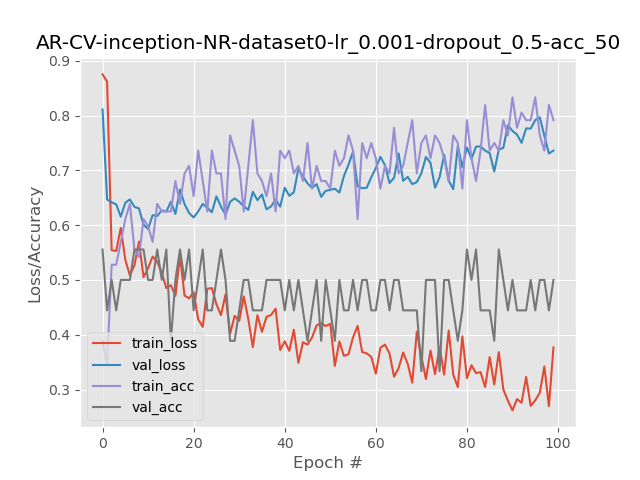 AR-CV-inception-NR-dataset0-lr_0.001-dropout_0.5-acc_50
0.9
0.8
0.7
0.6
0.5
0.4
0.3
Loss/Accuracy
train_loss
val_loss
train_acc
val_acc
0 20 40 60 80 100
Epoch #